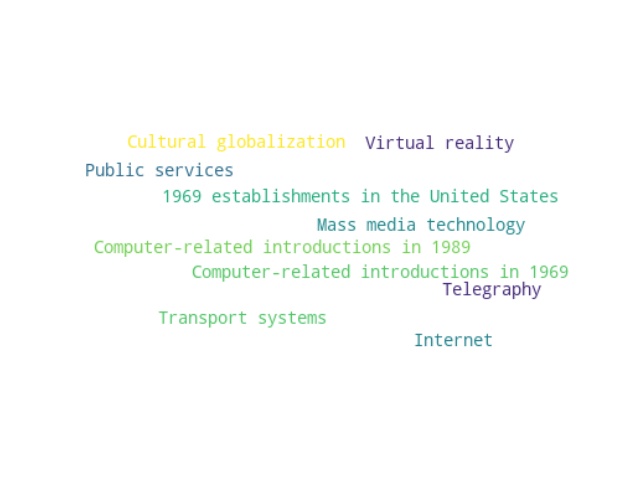 Cultural globalization
Virtual reality
Public services
1969 establishments in the United States
Mass media technology
Computer-related introductions in 1989
Computer-related introductions in 1969
Telegraphy
Transport systems
Internet